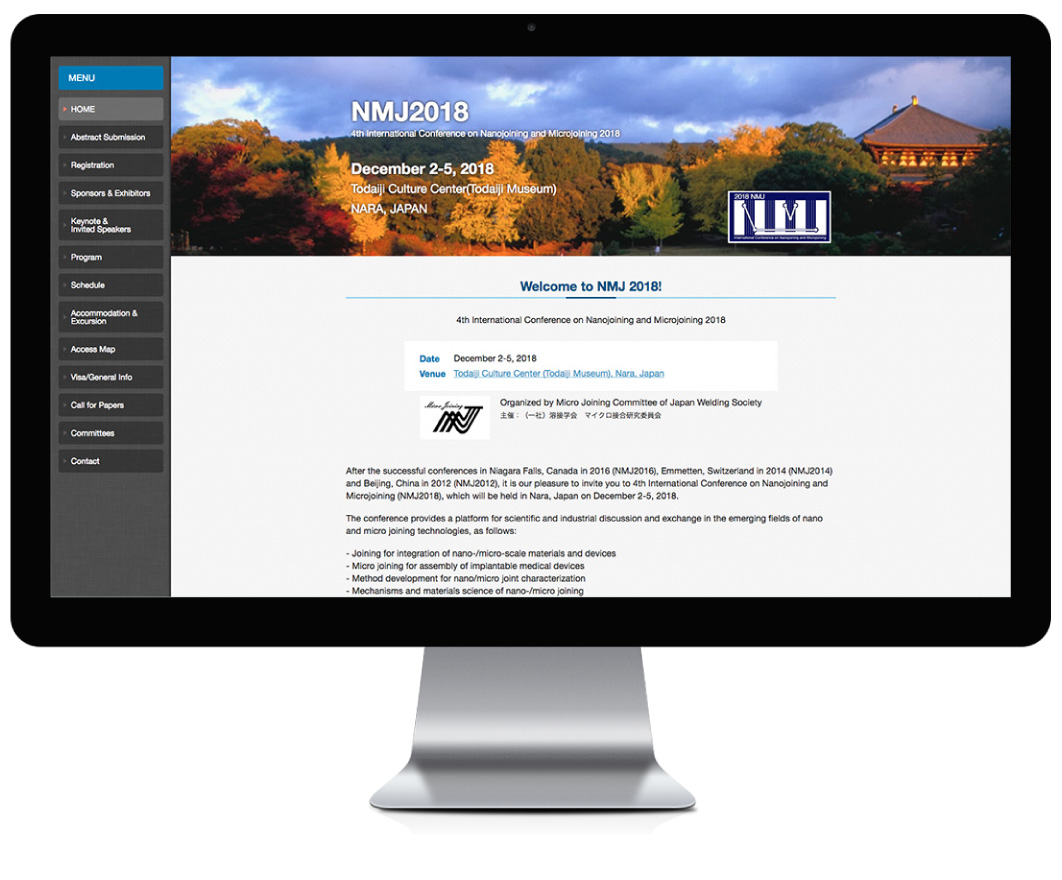 MENU
HOME
Abstract Submission
Registration
Sponsors & Exhibitors
Keynote &
Invited Speakers
Program
Schedule
Accommodation &
Excursion
Access Map
Visa/General Info
Call for Papers
Committees
Contact
NMJ2018
4th International Conference on Nanojoining and Microjoining 2018
December 2-5, 2018
Todaiji Culture Center(Todaiji Museum)
NARA, JAPAN
2018 NMJ
NMJ
International Conference on Nanojoining and Microjoining
Welcome to NMJ 2018!
4th International Conference on Nanojoining and Microjoining 2018
Date December 2-5, 2018
Venue Todaiji Culture Center (Todaiji Museum), Nara, Japan
Micro Joining
MJ
Organized by Micro Joining Committee of Japan Welding Society
主催：（一社）溶接学会　マイクロ接合研究委員会
After the successful conferences in Niagara Falls, Canada in 2016 (NMJ2016), Emmetten, Switzerland in 2014 (NMJ2014)
and Beijing, China in 2012 (NMJ2012), it is our pleasure to invite you to 4th International Conference on Nanojoining and
Microjoining (NMJ2018), which will be held in Nara, Japan on December 2-5, 2018.
The conference provides a platform for scientific and industrial discussion and exchange in the emerging fields of nano
and micro joining technologies, as follows:
- Joining for integration of nano-/micro-scale materials and devices
- Micro joining for assembly of implantable medical devices
- Method development for nano/micro joint characterization
- Mechanisms and materials science of nano-/micro joining